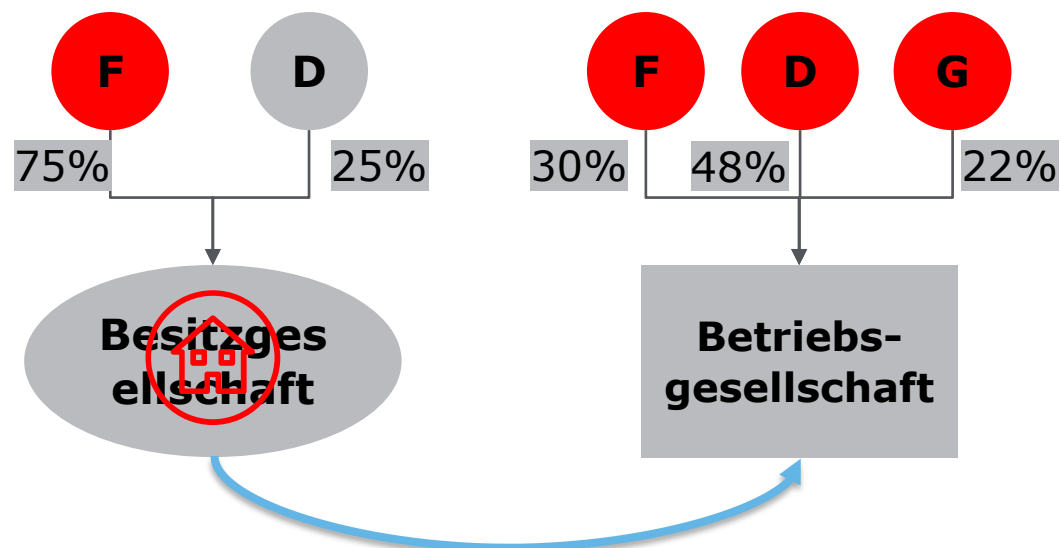 F D F D G
75% 25% 30% 48% 22%
Besitzges
ellschaft
Betriebs-
gesellschaft